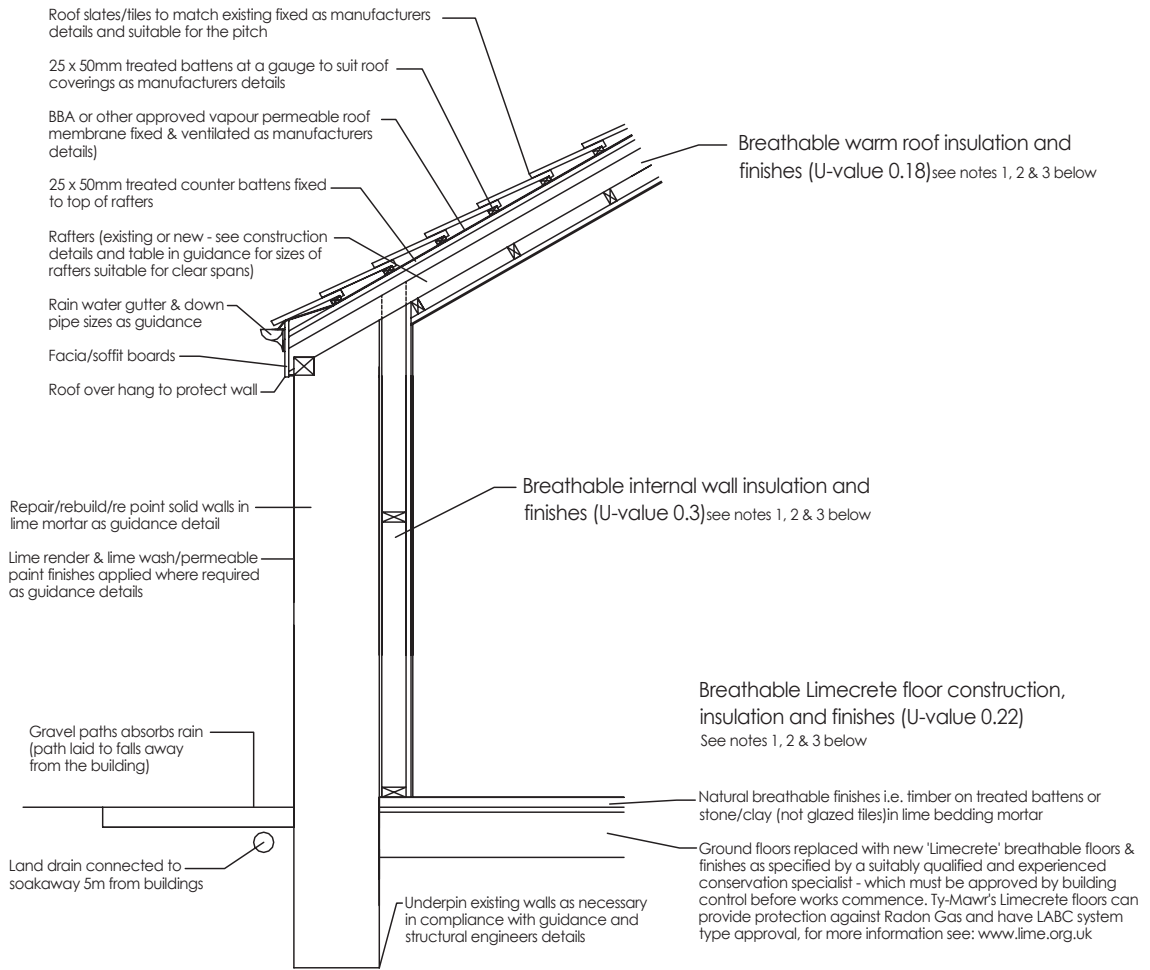 Roof slates/tiles to match existing fixed as manufacturers
details and suitable for the pitch
25 x 50mm treated battens at a gauge to suit roof
coverings as manufacturers details
BBA or other approved vapour permeable roof
membrane fixed & ventilated as manufacturers
details)
25 x 50mm treated counter battens fixed
to top of rafters
Rafters (existing or new - see construction
details and table in guidance for sizes of
rafters suitable for clear spans)
Rain water gutter & down
pipe sizes as guidance
Facia/soffit boards
Roof over hang to protect wall
Breathable warm roof insulation and
finishes (U-value 0.18)see notes 1, 2 & 3 below
Breathable internal wall insulation and
finishes (U-value 0.3)see notes 1, 2 & 3 below
Repair/rebuild/re point solid walls in
lime mortar as guidance detail
Lime render & lime wash/permeable
paint finishes applied where required
as guidance details
Breathable Limecrete floor construction,
insulation and finishes (U-value 0.22)
See notes 1, 2 & 3 below
Gravel paths absorbs rain
(path laid to falls away
from the building)
Natural breathable finishes i.e. timber on treated battens or
stone/clay (not glazed tiles)in lime bedding mortar
Ground floors replaced with new 'Limecrete' breathable floors &
finishes as specified by a suitably qualified and experienced
conservation specialist - which must be approved by building
control before works commence. Ty-Mawr's Limecrete floors can
provide protection against Radon Gas and have LABC system
type approval, for more information see: www.lime.org.uk
Land drain connected to
soakaway 5m from buildings
Underpin existing walls as necessary
in compliance with guidance and
structural engineers details